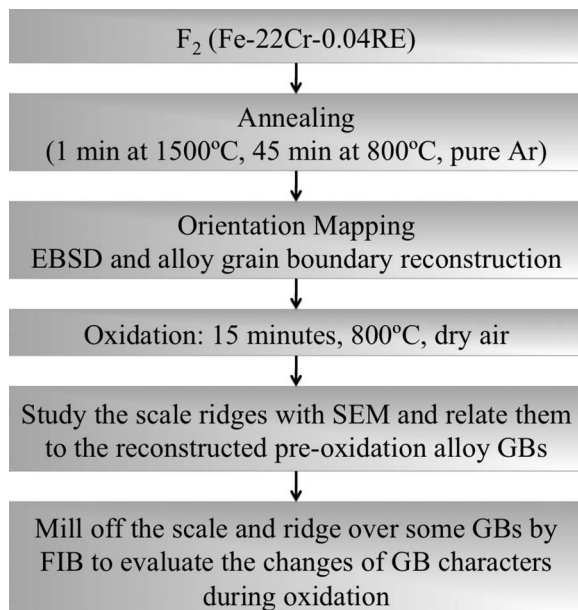 F₂ (Fe-22Cr-0.04RE)
Annealing
(1 min at 1500ºC, 45 min at 800ºC, pure Ar)
Orientation Mapping
EBSD and alloy grain boundary reconstruction
Oxidation: 15 minutes, 800ºC, dry air
Study the scale ridges with SEM and relate them
to the reconstructed pre-oxidation alloy GBs
Mill off the scale and ridge over some GBs by
FIB to evaluate the changes of GB characters
during oxidation